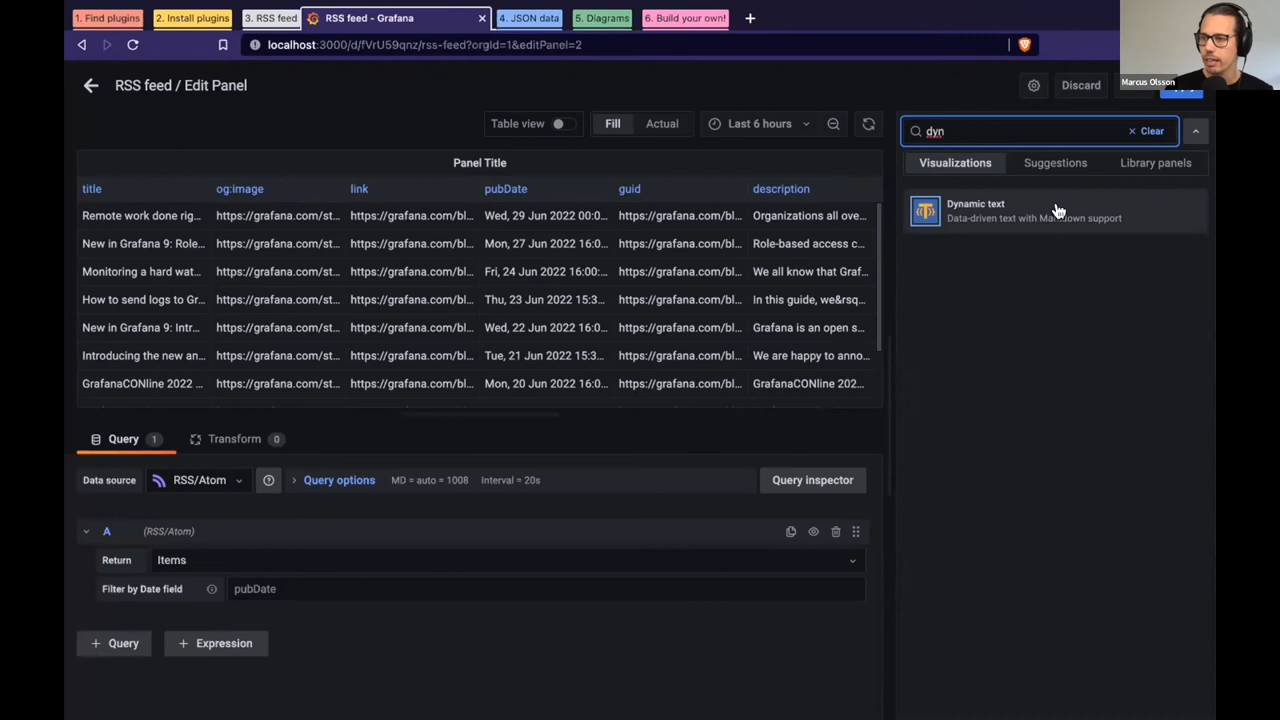 1. Find plugins
2. Install plugins
3. RSS feed
RSS feed - Grafana
4. JSON data
5. Diagrams
6. Build your own!
localhost:3000/d/fVrU59qnz/rss-feed?orgId=1&editPanel=2
Marcus Olsson
RSS feed / Edit Panel
Discard
Table view
Fill
Actual
Last 6 hours
dyn
Clear
Visualizations
Suggestions
Library panels
Dynamic text
Data-driven text with Markdown support
Panel Title
title og:image link pubDate guid description
Remote work done rig... https://grafana.com/st... https://grafana.com/bl... Wed, 29 Jun 2022 00:0... https://grafana.com/bl... Organizations all ove...
New in Grafana 9: Role... https://grafana.com/st... https://grafana.com/bl... Mon, 27 Jun 2022 16:0... https://grafana.com/bl... Role-based access c...
Monitoring a hard wat... https://grafana.com/st... https://grafana.com/bl... Fri, 24 Jun 2022 16:00:... https://grafana.com/bl... We all know that Graf...
How to send logs to Gr... https://grafana.com/st... https://grafana.com/bl... Thu, 23 Jun 2022 15:3... https://grafana.com/bl... In this guide, we&rsq...
New in Grafana 9: Intr... https://grafana.com/st... https://grafana.com/bl... Wed, 22 Jun 2022 16:0... https://grafana.com/bl... Grafana is an open s...
Introducing the new an... https://grafana.com/st... https://grafana.com/bl... Tue, 21 Jun 2022 15:3... https://grafana.com/bl... We are happy to anno...
GrafanaCONline 2022 ... https://grafana.com/st... https://grafana.com/bl... Mon, 20 Jun 2022 16:0... https://grafana.com/bl... GrafanaCONline 202...
Query 1
Transform 0
Data source
RSS/Atom
Query options
MD = auto = 1008
Interval = 20s
Query inspector
A (RSS/Atom)
Return Items
Filter by Date field pubDate
+ Query
+ Expression